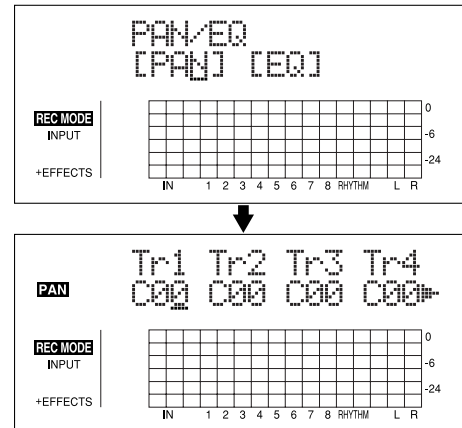 PAN/EQ
[PAN] [EQ]
REC MODE
INPUT
+EFFECTS
0
-6
-24
IN 1 2 3 4 5 6 7 8 RHYTHM L R
Tr1 Tr2 Tr3 Tr4
PAN C00 C00 C00 C00
REC MODE
INPUT
+EFFECTS
0
-6
-24
IN 1 2 3 4 5 6 7 8 RHYTHM L R